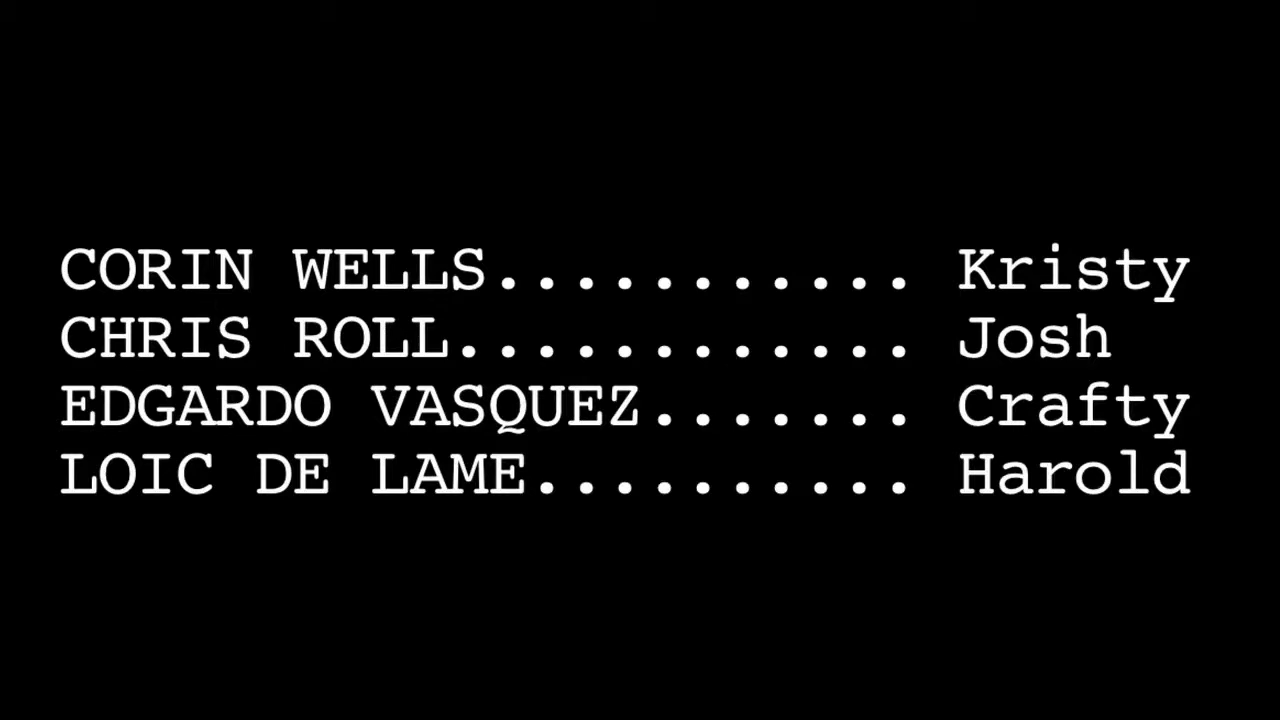 CORIN WELLS........... Kristy
CHRIS ROLL............ Josh
EDGARDO VASQUEZ....... Crafty
LOIC DE LAME.......... Harold